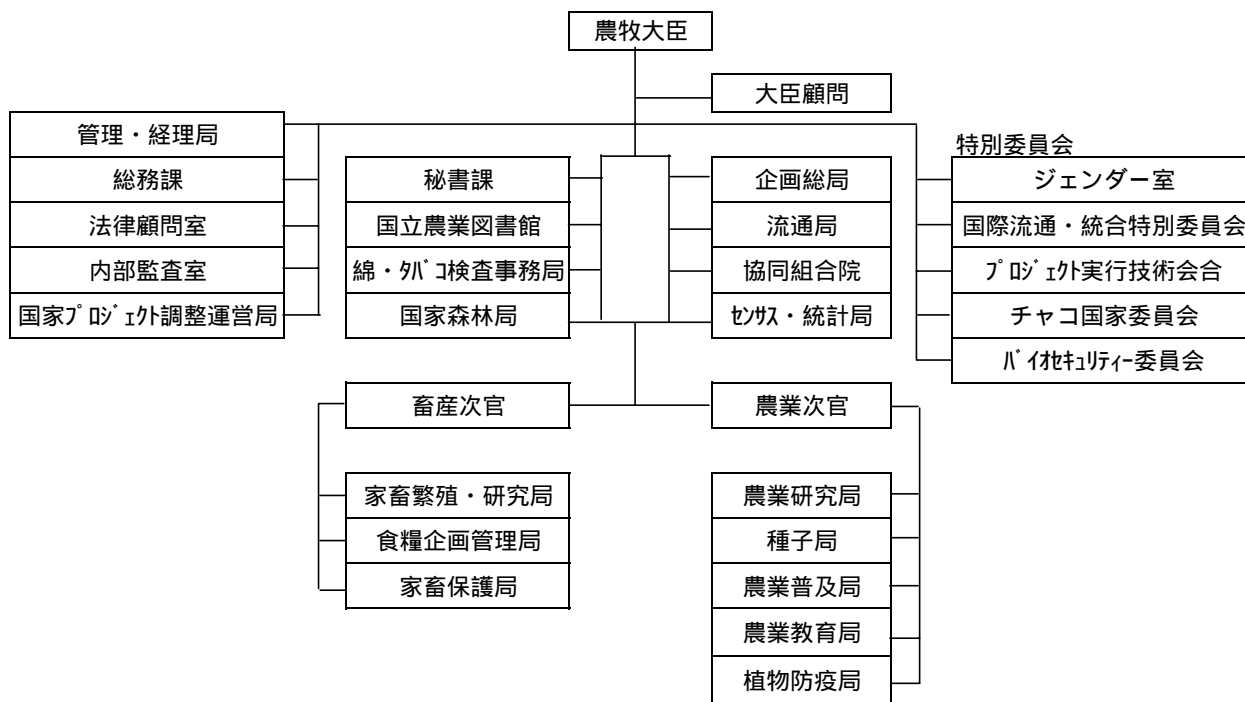 農牧大臣
大臣顧問
管理・経理局
総務課
法律顧問室
内部監査室
国家ﾌﾟﾛｼﾞｪｸﾄ調整運営局
秘書課
国立農業図書館
綿・ﾀﾊﾞｺ検査事務局
国家森林局
企画総局
流通局
協同組合院
ｾﾝｻｽ・統計局
特別委員会
ジェンダー室
国際流通・統合特別委員会
ﾌﾟﾛｼﾞｪｸﾄ実行技術会合
チャコ国家委員会
ﾊﾞｲｵｾｷｭﾘﾃｨｰ委員会
畜産次官
農業次官
家畜繁殖・研究局
食糧企画管理局
家畜保護局
農業研究局
種子局
農業普及局
農業教育局
植物防疫局